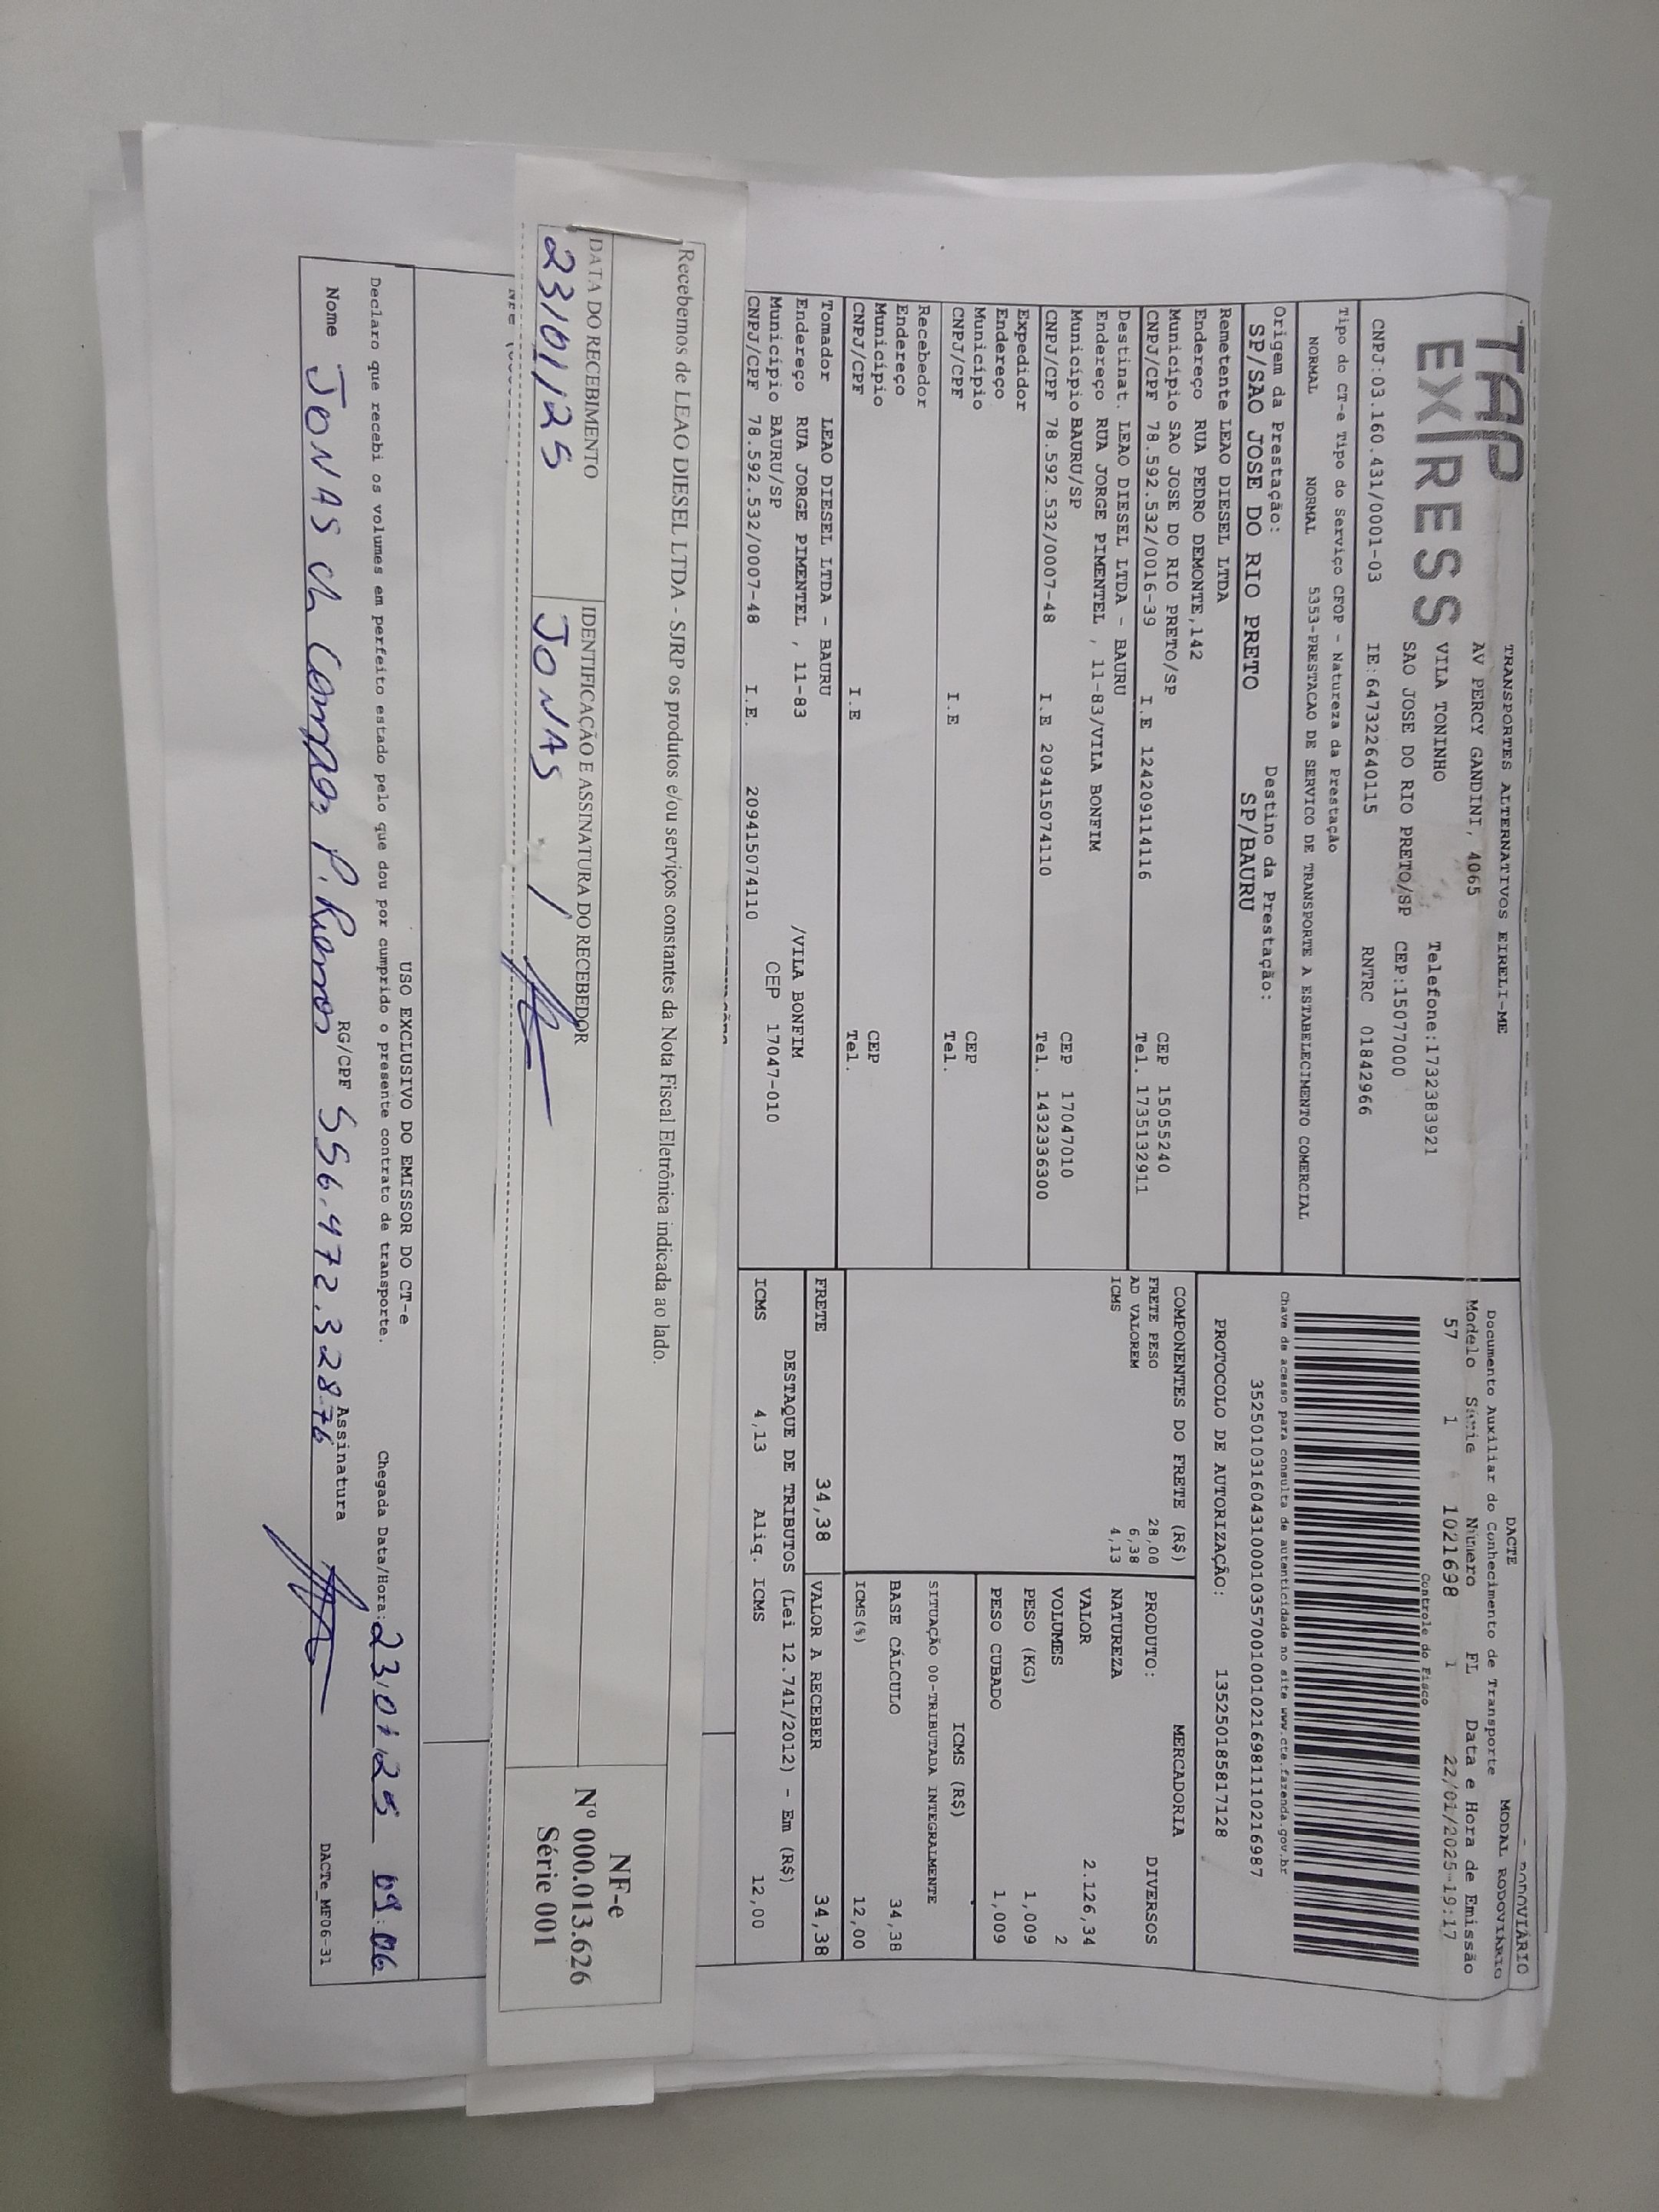 RODOVIÁRIO
TAP
EXPRESS
TRANSPORTES ALTERNATIVOS EIRELI-ME
AV PERCY GANDINI, 4065
VILA TONINHO
Telefone:1732383921
SAO JOSE DO RIO PRETO/SP CEP:15077000
CNPJ:03.160.431/0001-03 IE:647322640115 RNTRC 01842966
Tipo do CT-e Tipo do Serviço CFOP - Natureza da Prestação
NORMAL NORMAL 5353-PRESTACAO DE SERVICO DE TRANSPORTE A ESTABELECIMENTO COMERCIAL
Origem da Prestação: Destino da Prestação:
SP/SAO JOSE DO RIO PRETO SP/BAURU
Remetente LEAO DIESEL LTDA
Endereço RUA PEDRO DEMONTE,142
Município SAO JOSE DO RIO PRETO/SP CEP 15055240
CNPJ/CPF 78.592.532/0016-39 I.E 124209114116 Tel. 1735132911
Destinat. LEAO DIESEL LTDA - BAURU
Endereço RUA JORGE PIMENTEL , 11-83/VILA BONFIM
Município BAURU/SP CEP 17047010
CNPJ/CPF 78.592.532/0007-48 I.E 209415074110 Tel. 1432336300
Expedidor
Endereço
Município CEP
CNPJ/CPF I.E Tel.
Recebedor
Endereço
Município CEP
CNPJ/CPF I.E Tel.
Tomador LEAO DIESEL LTDA - BAURU
Endereço RUA JORGE PIMENTEL , 11-83 /VILA BONFIM
Município BAURU/SP CEP 17047-010
CNPJ/CPF 78.592.532/0007-48 I.E. 209415074110
DACTE MODAL RODOVIÁRIO
Documento Auxiliar do Conhecimento de Transporte
Modelo Série Número FL Data e Hora de Emissão
57 1 1021698 1 22/01/2025-19:17
Controle do Fisco
Chave de acesso para consulta de autenticidade no site www.cte.fazenda.gov.br
35250103160431000103570010010216981110216987
PROTOCOLO DE AUTORIZAÇÃO: 135250185817128
COMPONENTES DO FRETE (R$)
FRETE PESO 28,00
AD VALOREM 6,38
ICMS 4,13
MERCADORIA
PRODUTO: DIVERSOS
NATUREZA
VALOR 2.126,34
VOLUMES 2
PESO (KG) 1,009
PESO CUBADO 1,009
ICMS (R$)
SITUAÇÃO 00-TRIBUTADA INTEGRALMENTE
BASE CÁLCULO 34,38
ICMS(%) 12,00
FRETE 34,38 VALOR A RECEBER 34,38
DESTAQUE DE TRIBUTOS (Lei 12.741/2012) - Em (R$)
ICMS 4,13 Aliq. ICMS 12,00
Recebemos de LEAO DIESEL LTDA - SJRP os produtos e/ou serviços constantes da Nota Fiscal Eletrônica indicada ao lado.
DATA DO RECEBIMENTO IDENTIFICAÇÃO E ASSINATURA DO RECEBEDOR
23/01/25 JONAS /
NF-e
Nº 000.013.626
Série 001
USO EXCLUSIVO DO EMISSOR DO CT-e
Declaro que recebi os volumes em perfeito estado pelo que dou por cumprido o presente contrato de transporte. Chegada Data/Hora: 23.01.25 09:06
Nome JONAS P. RG/CPF 556.472.328-76 Assinatura
DACTe_MF06-31